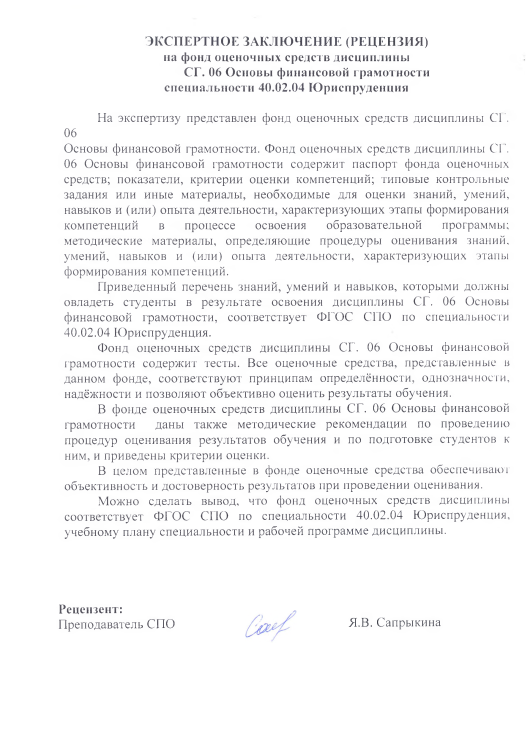 ЭКСПЕРТНОЕ ЗАКЛЮЧЕНИЕ (РЕЦЕНЗИЯ)
на фонд оценочных средств дисциплины
СГ. 06 Основы финансовой грамотности
специальности 40.02.04 Юриспруденция
На экспертизу представлен фонд оценочных средств дисциплины СГ.
06
Основы финансовой грамотности. Фонд оценочных средств дисциплины СГ.
06 Основы финансовой грамотности содержит паспорт фонда оценочных
средств; показатели, критерии оценки компетенций; типовые контрольные
задания или иные материалы, необходимые для оценки знаний, умений,
навыков и (или) опыта деятельности, характеризующих этапы формирования
компетенций в процессе освоения образовательной программы;
методические материалы, определяющие процедуры оценивания знаний,
умений, навыков и (или) опыта деятельности, характеризующих этапы
формирования компетенций.
Приведенный перечень знаний, умений и навыков, которыми должны
овладеть студенты в результате освоения дисциплины СГ. 06 Основы
финансовой грамотности, соответствует ФГОС СПО по специальности
40.02.04 Юриспруденция.
Фонд оценочных средств дисциплины СГ. 06 Основы финансовой
грамотности содержит тесты. Все оценочные средства, представленные в
данном фонде, соответствуют принципам определённости, однозначности,
надёжности и позволяют объективно оценить результаты обучения.
В фонде оценочных средств дисциплины СГ. 06 Основы финансовой
грамотности даны также методические рекомендации по проведению
процедур оценивания результатов обучения и по подготовке студентов к
ним, и приведены критерии оценки.
В целом представленные в фонде оценочные средства обеспечивают
объективность и достоверность результатов при проведении оценивания.
Можно сделать вывод, что фонд оценочных средств дисциплины
соответствует ФГОС СПО по специальности 40.02.04 Юриспруденция,
учебному плану специальности и рабочей программе дисциплины.
Рецензент:
Преподаватель СПО Я.В. Сапрыкина